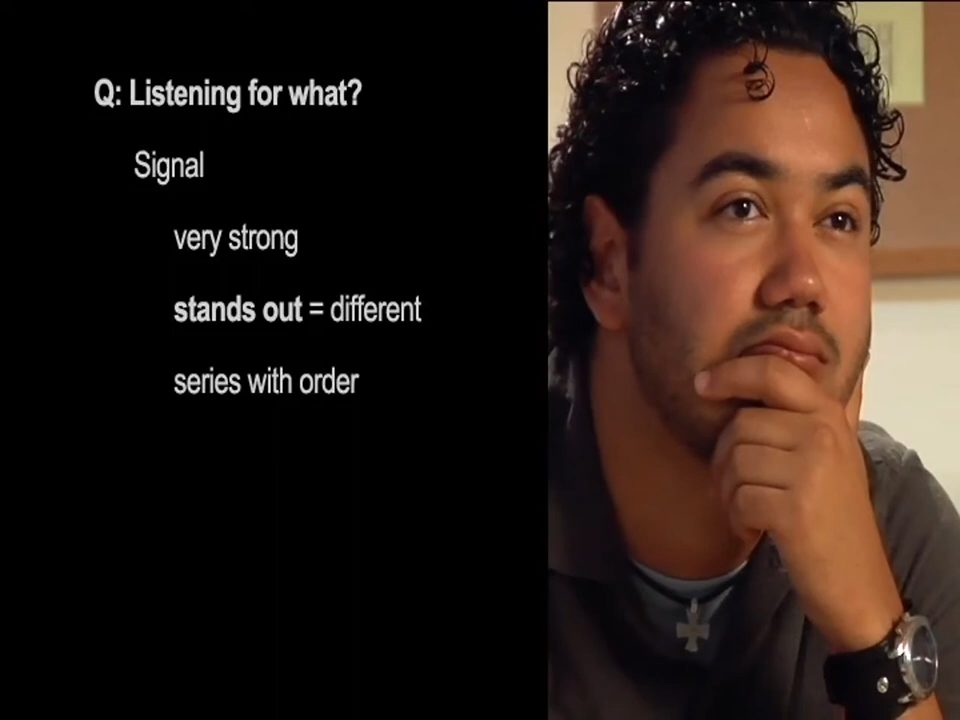 Q: Listening for what?
Signal
very strong
stands out = different
series with order